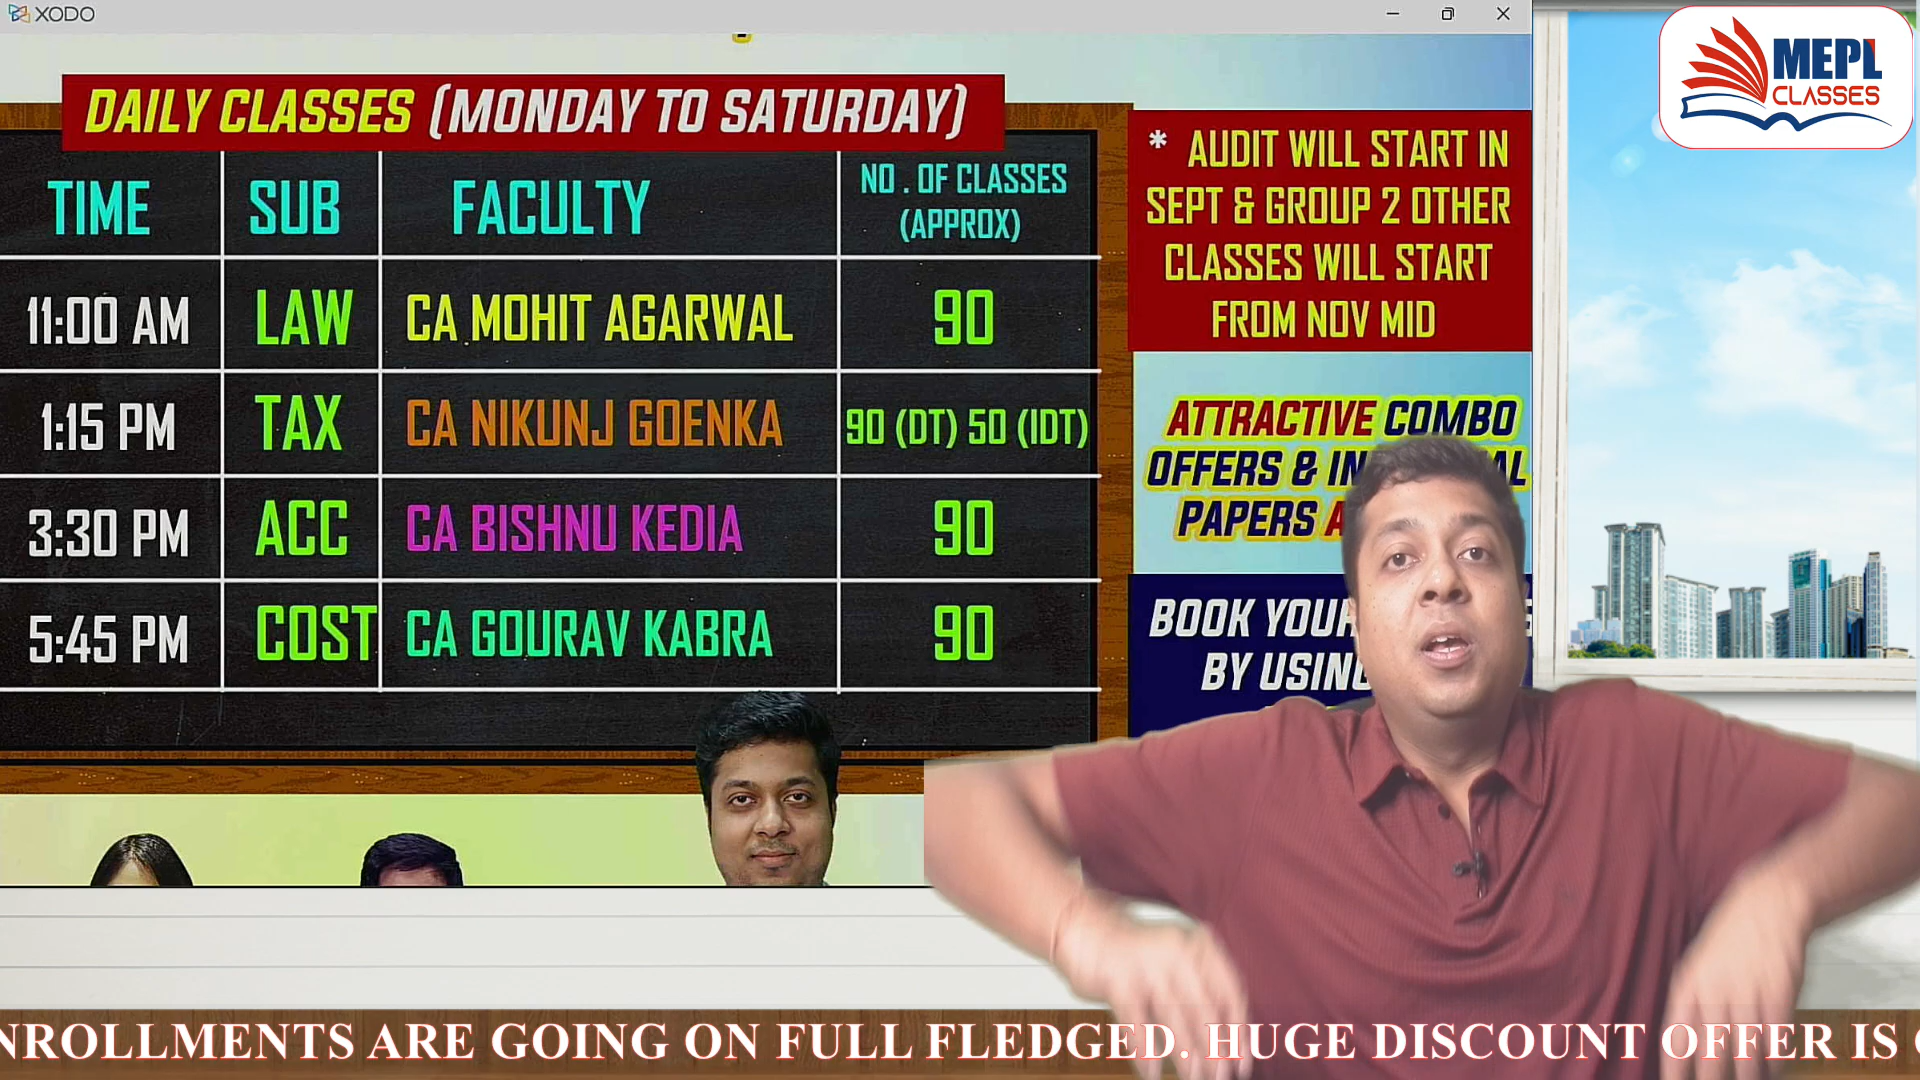 XODO
MEPL
CLASSES
DAILY CLASSES (MONDAY TO SATURDAY)
TIME SUB FACULTY NO . OF CLASSES (APPROX)
11:00 AM LAW CA MOHIT AGARWAL 90
1:15 PM TAX CA NIKUNJ GOENKA 90 (DT) 50 (IDT)
3:30 PM ACC CA BISHNU KEDIA 90
5:45 PM COST CA GOURAV KABRA 90
* AUDIT WILL START IN
SEPT & GROUP 2 OTHER
CLASSES WILL START
FROM NOV MID
ATTRACTIVE COMBO
OFFERS &
PAPERS
BOOK YOUR
BY USING
NROLLMENTS ARE GOING ON FULL FLEDGED. HUGE DISCOUNT OFFER IS